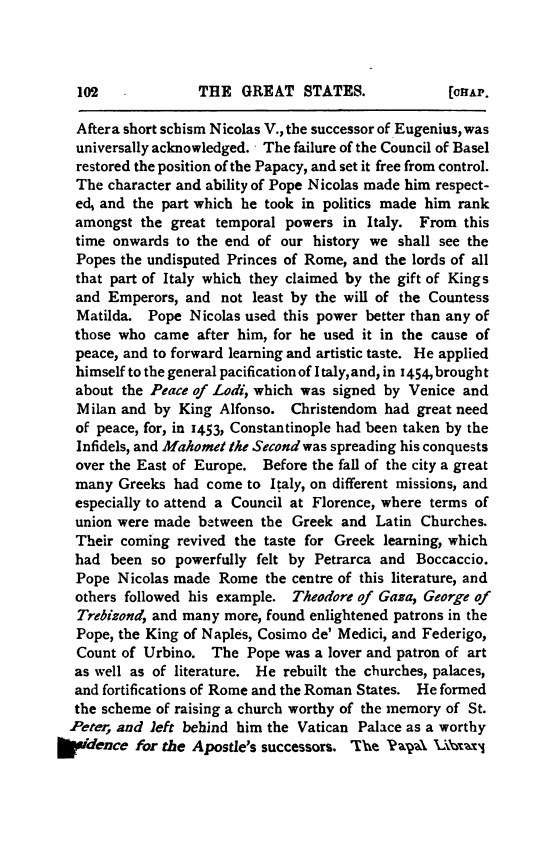 102 THE GREAT STATES. [CHAP.
After a short schism Nicolas V., the successor of Eugenius, was
universally acknowledged. The failure of the Council of Basel
restored the position of the Papacy, and set it free from control.
The character and ability of Pope Nicolas made him respect-
ed, and the part which he took in politics made him rank
amongst the great temporal powers in Italy. From this
time onwards to the end of our history we shall see the
Popes the undisputed Princes of Rome, and the lords of all
that part of Italy which they claimed by the gift of Kings
and Emperors, and not least by the will of the Countess
Matilda. Pope Nicolas used this power better than any of
those who came after him, for he used it in the cause of
peace, and to forward learning and artistic taste. He applied
himself to the general pacification of Italy, and, in 1454, brought
about the Peace of Lodi, which was signed by Venice and
Milan and by King Alfonso. Christendom had great need
of peace, for, in 1453, Constantinople had been taken by the
Infidels, and Mahomet the Second was spreading his conquests
over the East of Europe. Before the fall of the city a great
many Greeks had come to Italy, on different missions, and
especially to attend a Council at Florence, where terms of
union were made between the Greek and Latin Churches.
Their coming revived the taste for Greek learning, which
had been so powerfully felt by Petrarca and Boccaccio.
Pope Nicolas made Rome the centre of this literature, and
others followed his example. Theodore of Gaza, George of
Trebizond, and many more, found enlightened patrons in the
Pope, the King of Naples, Cosimo de' Medici, and Federigo,
Count of Urbino. The Pope was a lover and patron of art
as well as of literature. He rebuilt the churches, palaces,
and fortifications of Rome and the Roman States. He formed
the scheme of raising a church worthy of the memory of St.
Peter, and left behind him the Vatican Palace as a worthy
for the Apostle's successors. The Papal Library